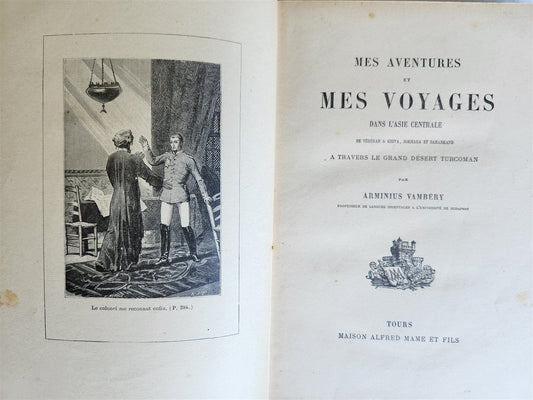 Le colonel me reconnut enfin. (P. 294.)
MES AVENTURES
ET
MES VOYAGES
DANS L'ASIE CENTRALE
DE TÉHÉRAN A KHIVA, BOKHARA ET SAMARKAND
A TRAVERS LE GRAND DÉSERT TURCOMAN
PAR
ARMINIUS VAMBÉRY
PROFESSEUR DE LANGUES ORIENTALES A L'UNIVERSITÉ DE BUDAPEST
TOURS
MAISON ALFRED MAME ET FILS